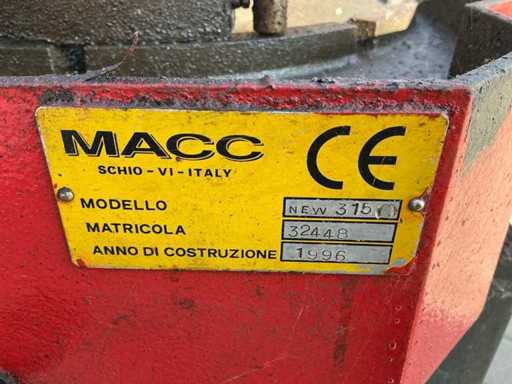 MACC
SCHIO - VI - ITALY
CE
MODELLO NEW 315
MATRICOLA 32448
ANNO DI COSTRUZIONE 1996